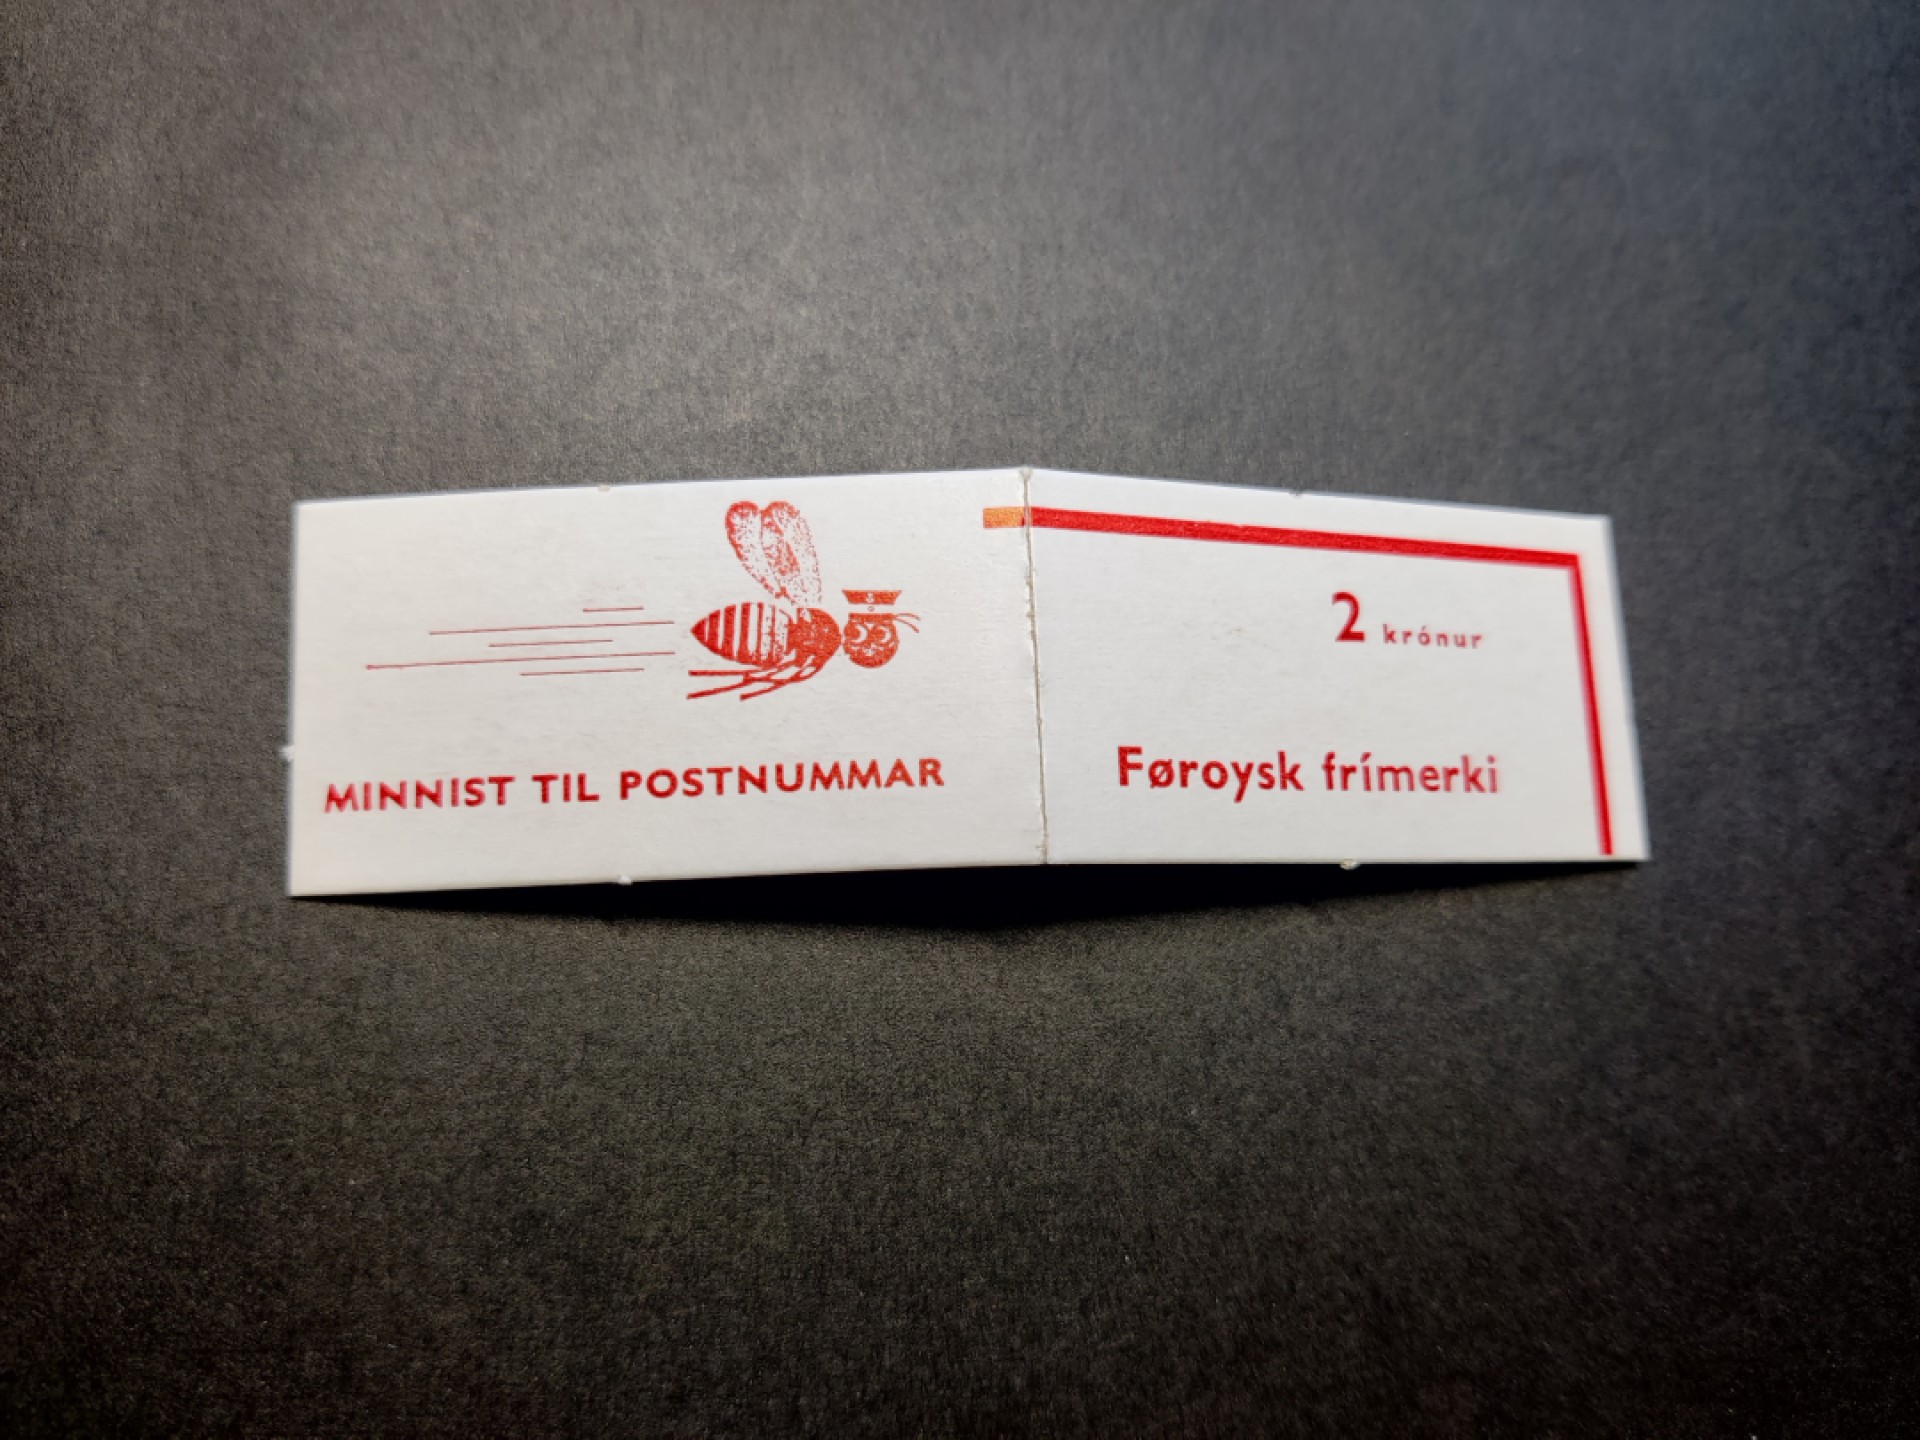 MINNIST TIL POSTNUMMAR
2 krónur
Føroysk frímerki